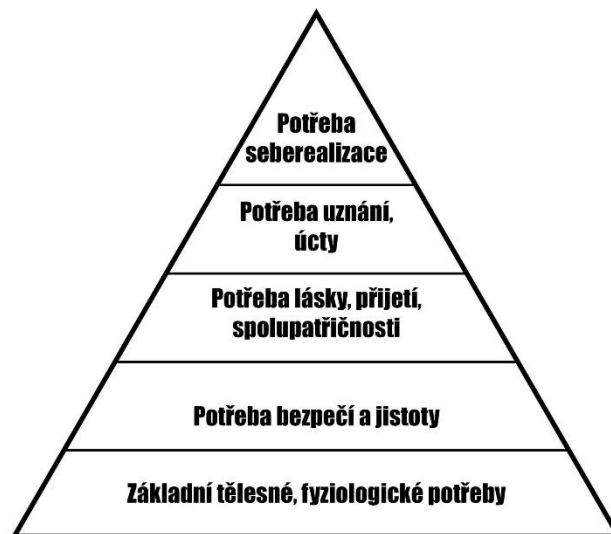 Potřeba
seberealizace
Potřeba uznání,
úcty
Potřeba lásky, přijetí,
spolupatřičnosti
Potřeba bezpečí a jistoty
Základní tělesné, fyziologické potřeby